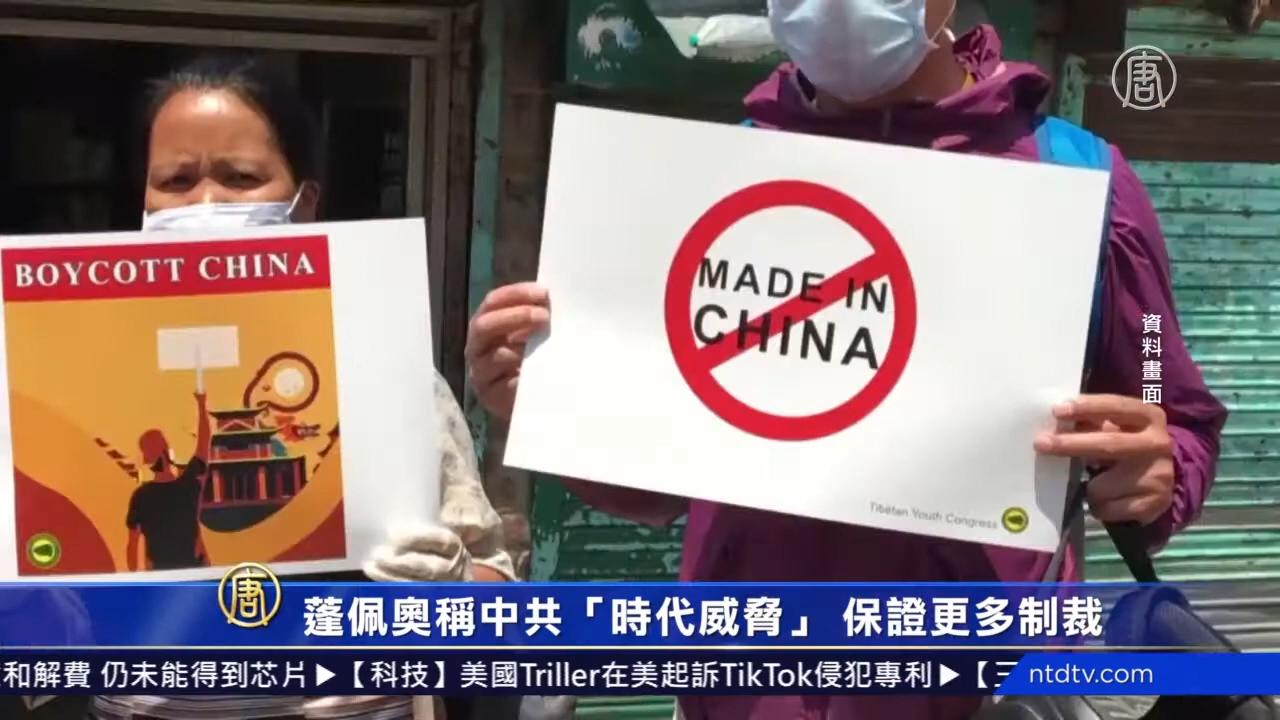 唐
BOYCOTT CHINA
MADE IN
CHINA
Tibetan Youth Congress
資料畫面
唐
蓬佩奧稱中共「時代威脅」 保證更多制裁
和解費 仍未能得到芯片▶【科技】美國Triller在美起訴TikTok侵犯專利▶【三
ntdtv.com